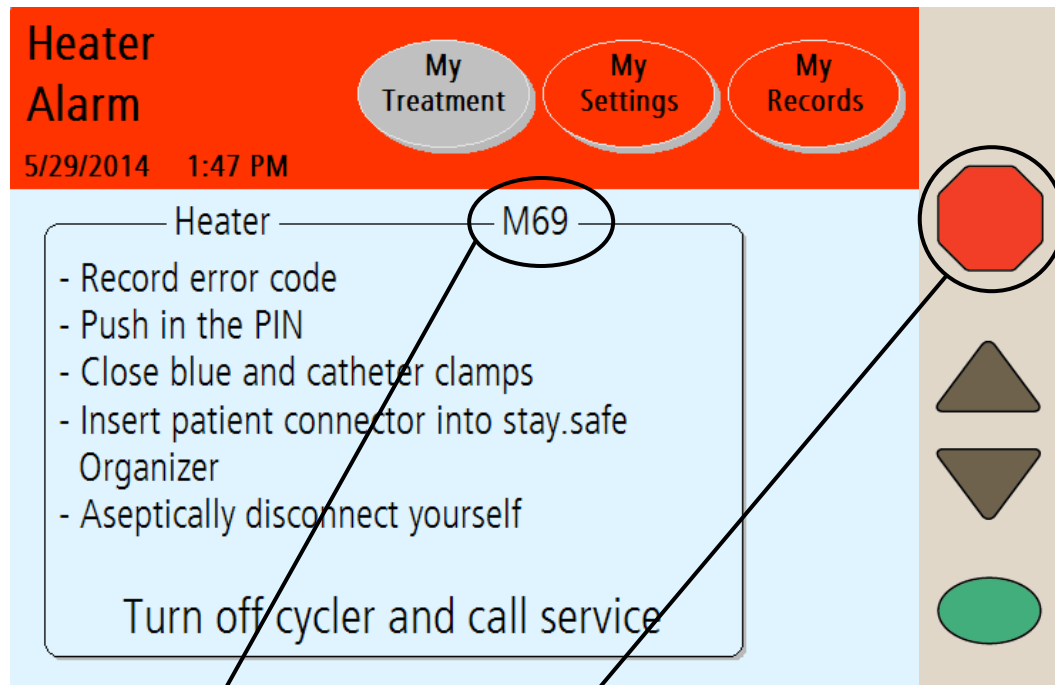 Heater
Alarm
5/29/2014 1:47 PM
My
Treatment
My
Settings
My
Records
Heater M69
- Record error code
- Push in the PIN
- Close blue and catheter clamps
- Insert patient connector into stay.safe
Organizer
- Aseptically disconnect yourself
Turn off cycler and call service